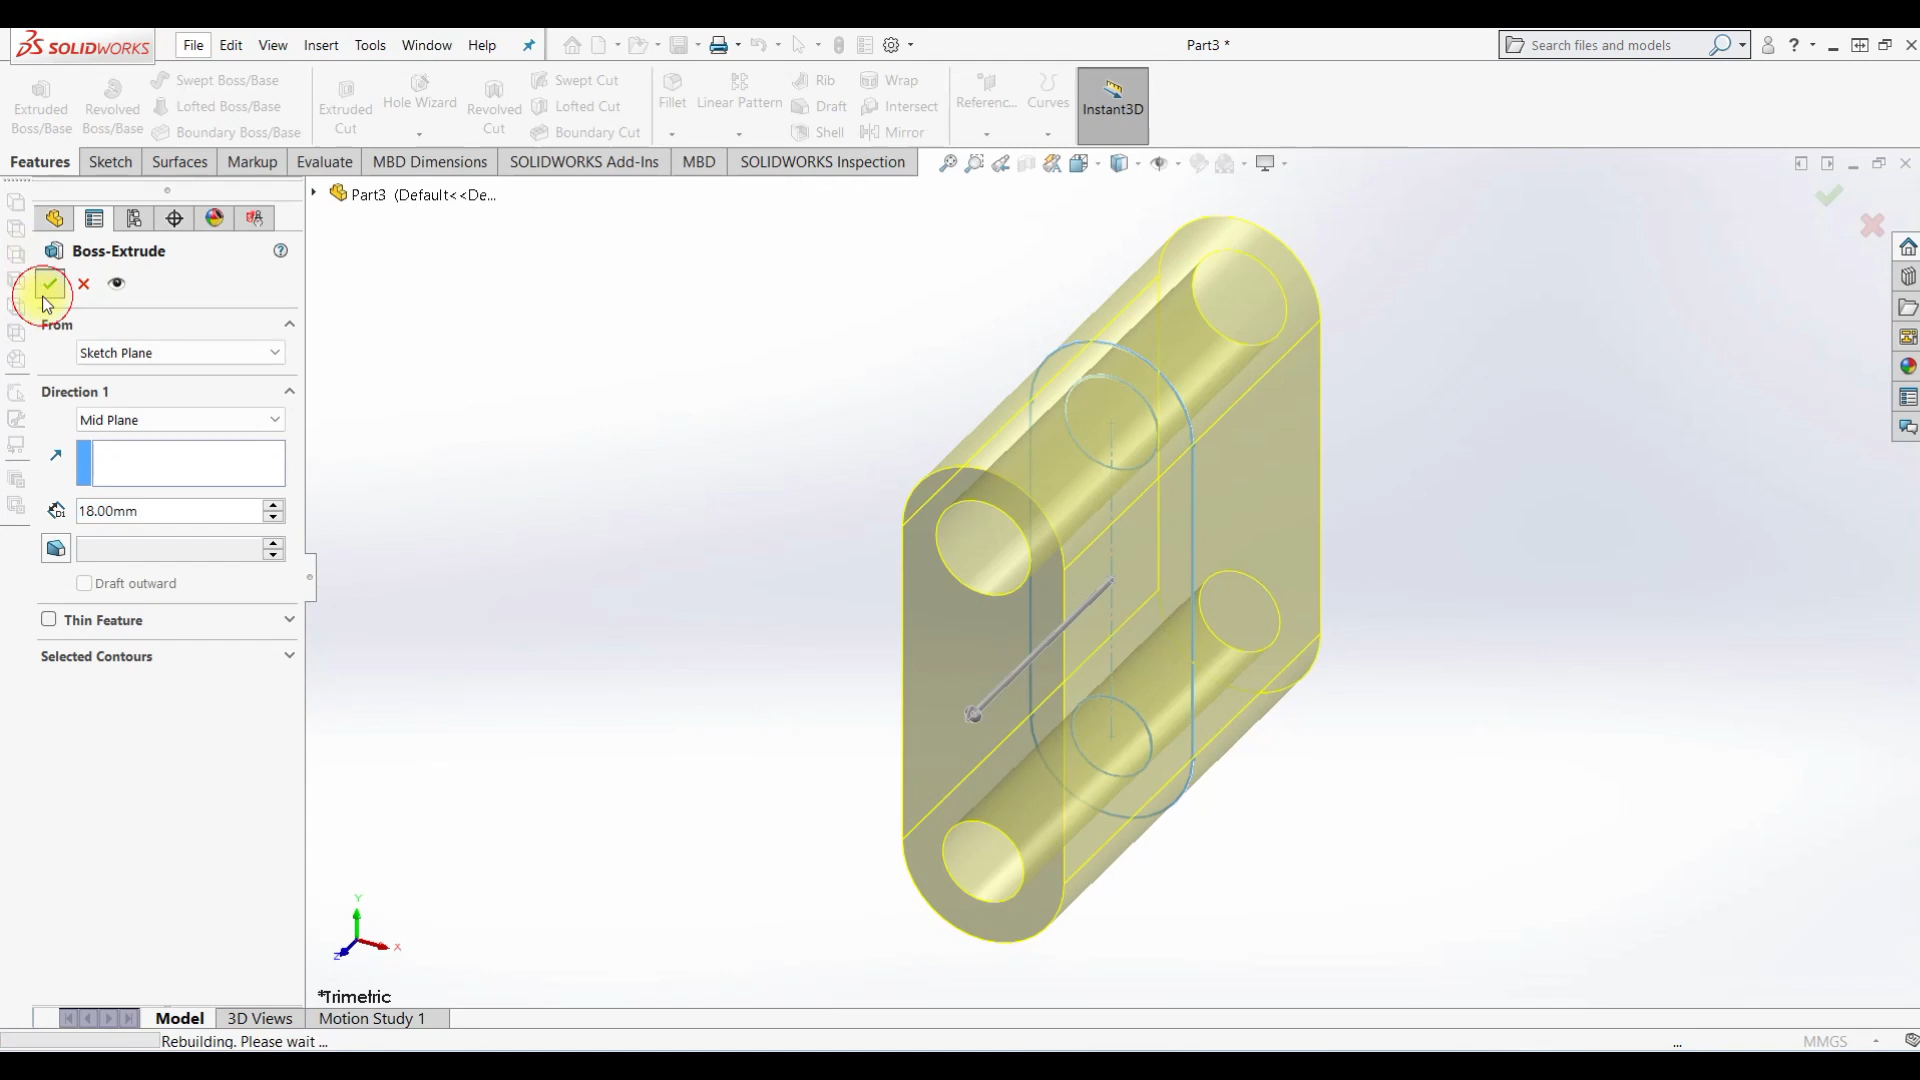 SOLIDWORKS File Edit View Insert Tools Window Help Part3 * Search files and models
Extruded Boss/Base
Revolved Boss/Base
Swept Boss/Base
Lofted Boss/Base
Boundary Boss/Base
Extruded Cut
Hole Wizard
Revolved Cut
Swept Cut
Lofted Cut
Boundary Cut
Fillet
Linear Pattern
Rib
Draft
Shell
Wrap
Intersect
Mirror
Referenc...
Curves
Instant3D
Features Sketch Surfaces Markup Evaluate MBD Dimensions SOLIDWORKS Add-Ins MBD SOLIDWORKS Inspection
Part3 (Default<<De...
Boss-Extrude
From
Sketch Plane
Direction 1
Mid Plane
18.00mm
Draft outward
Thin Feature
Selected Contours
Y
X
Z
*Trimetric
Model 3D Views Motion Study 1
Rebuilding. Please wait ... ... MMGS